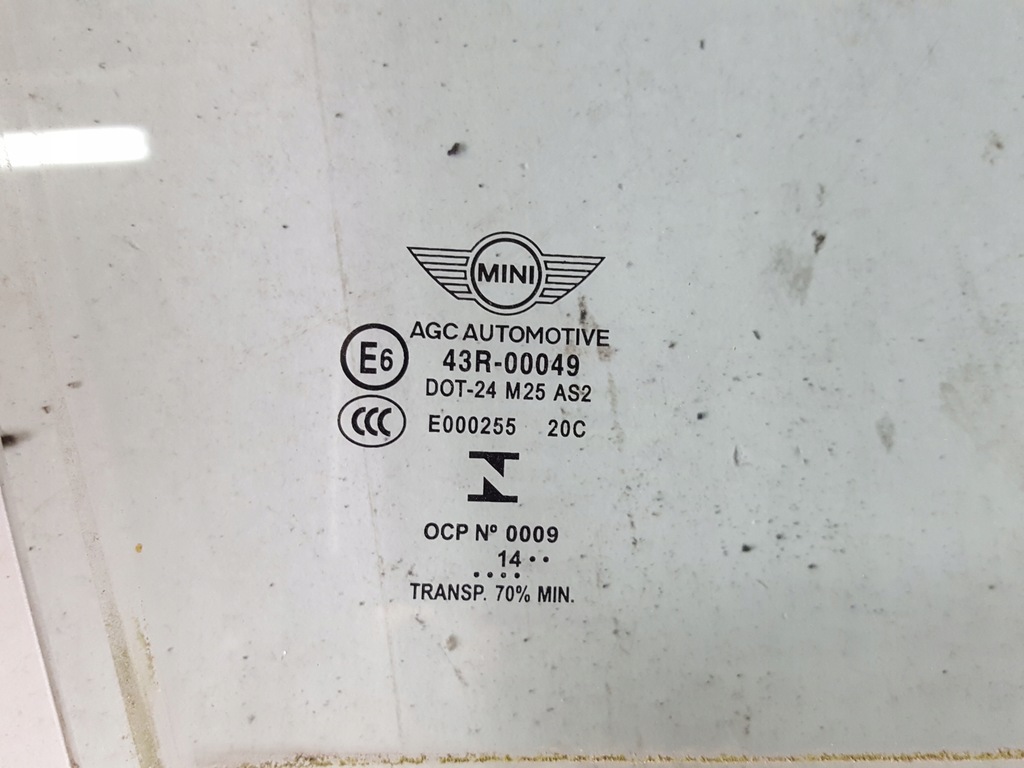 MINI
AGC AUTOMOTIVE
E6 43R-00049
DOT-24 M25 AS2
CCC E000255 20C
OCP Nº 0009
14 ··
····
TRANSP. 70% MIN.